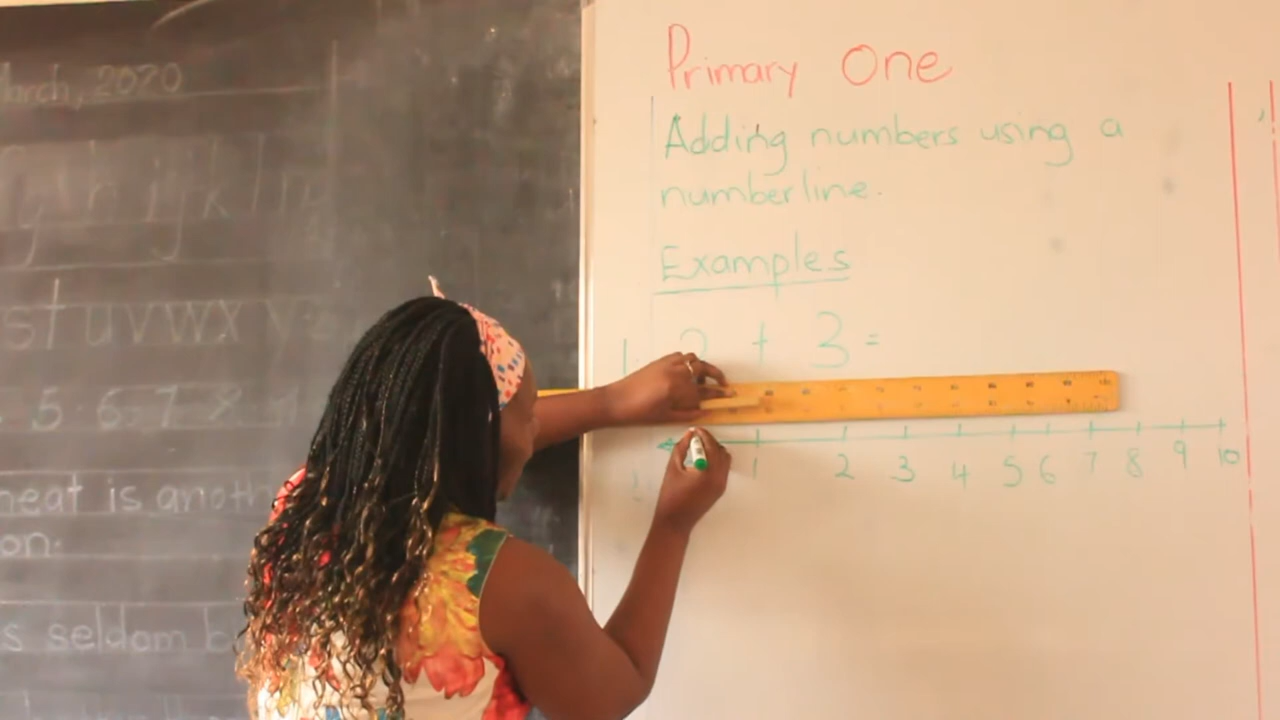 March, 2020
s t u v w x y z
5 · 6 · 7 · 8
heat is anoth
on.
s seldom b
Primary One
Adding numbers using a
numberline.
Examples
1. 2 + 3 =
1 2 3 4 5 6 7 8 9 10